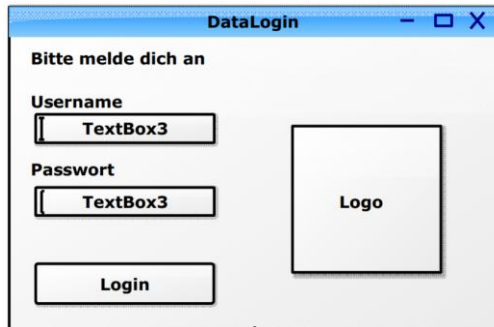 DataLogin
Bitte melde dich an
Username
TextBox3
Passwort
TextBox3
Logo
Login